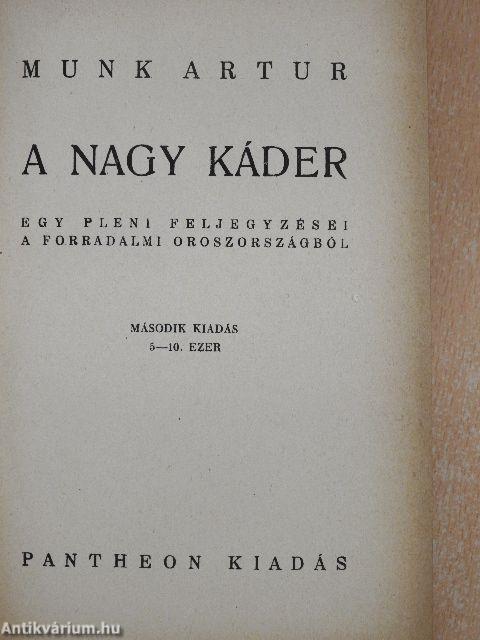 MUNK ARTUR
A NAGY KÁDER
EGY PLENI FELJEGYZÉSEI
A FORRADALMI OROSZORSZÁGBÓL
MÁSODIK KIADÁS
5—10. EZER
PANTHEON KIADÁS
Antikvárium.hu